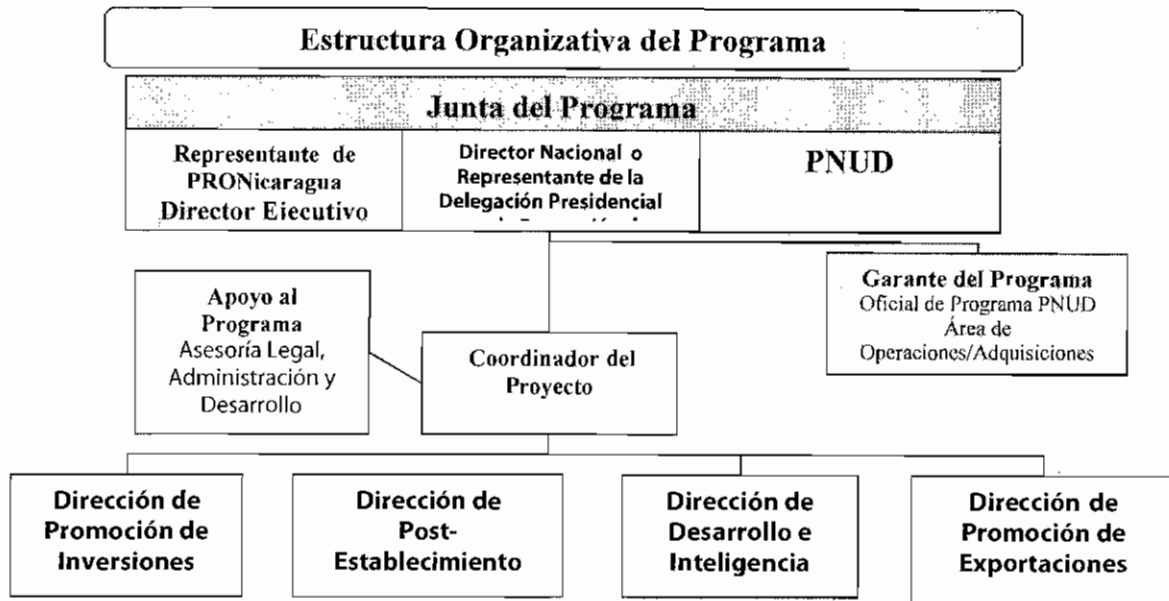 Estructura Organizativa del Programa
Junta del Programa
Representante de
PRONicaragua
Director Ejecutivo
Director Nacional o
Representante de la
Delegación Presidencial
PNUD
Garante del Programa
Oficial de Programa PNUD
Área de
Operaciones/Adquisiciones
Apoyo al
Programa
Asesoría Legal,
Administración y
Desarrollo
Coordinador del
Proyecto
Dirección de
Promoción de
Inversiones
Dirección de
Post-
Establecimiento
Dirección de
Desarrollo e
Inteligencia
Dirección de
Promoción de
Exportaciones